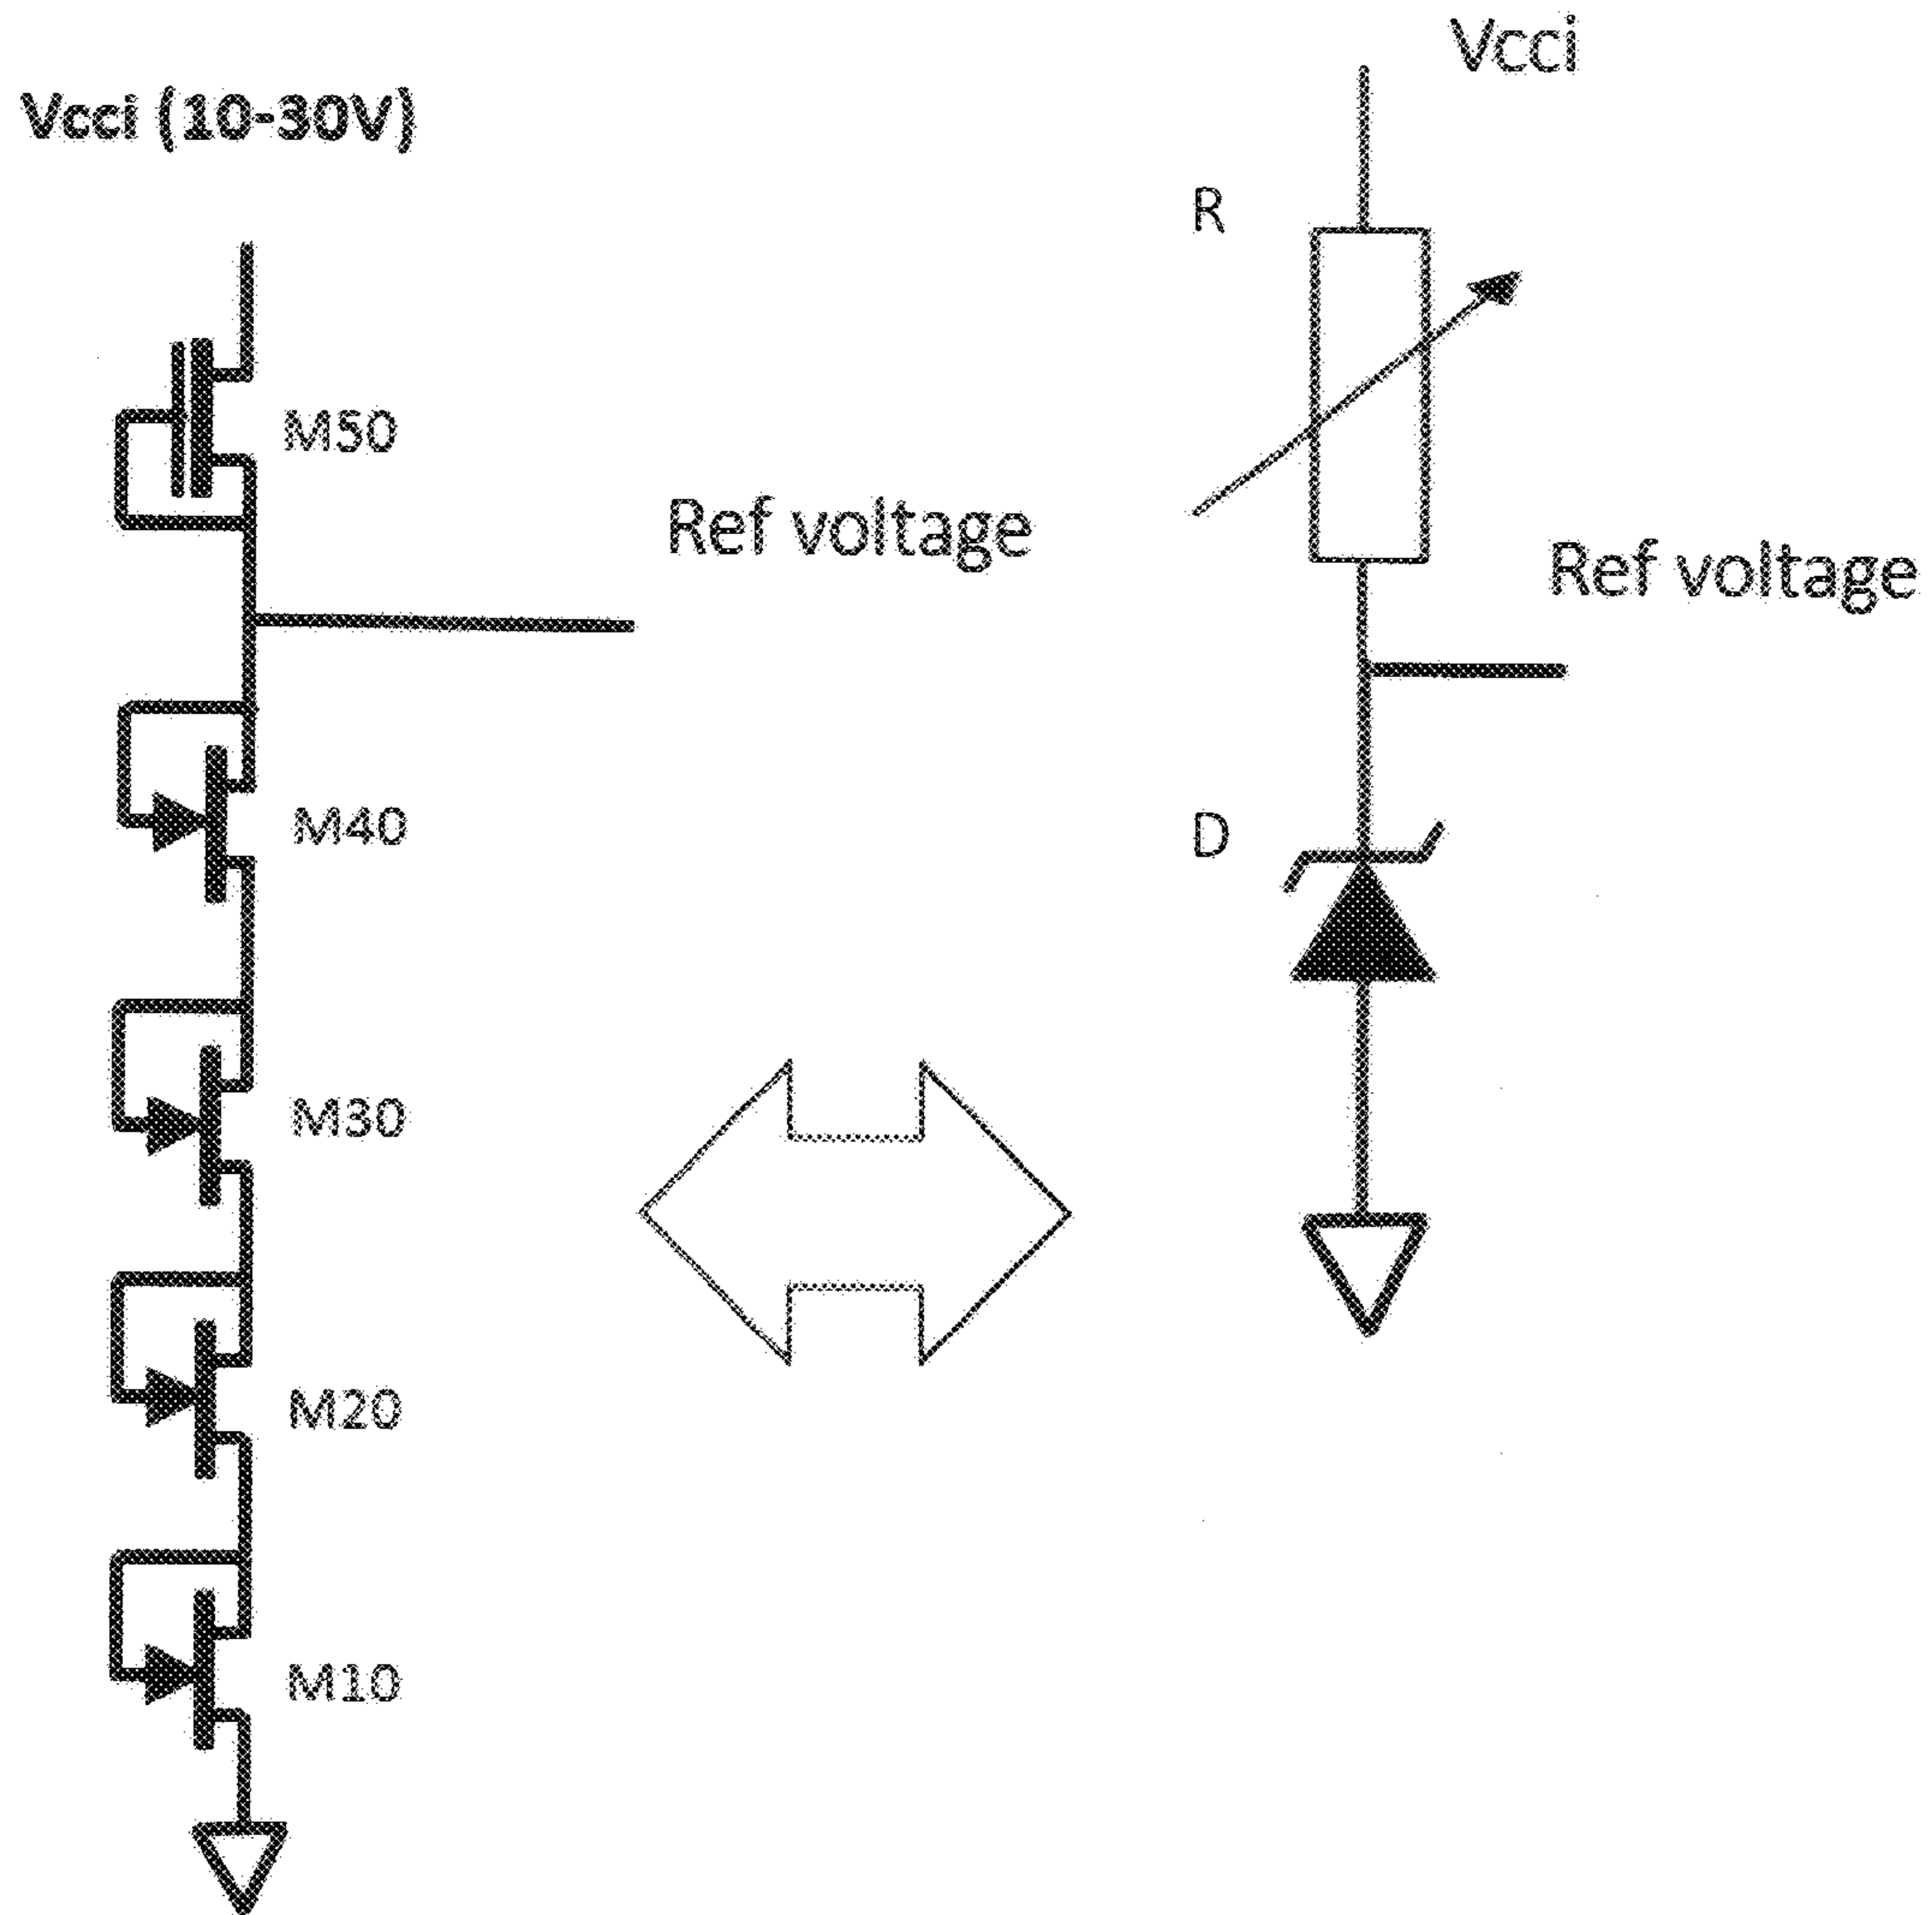 Vcci (10-30V)
M50
Ref voltage
M40
M30
M20
M10
Vcci
R
Ref voltage
D